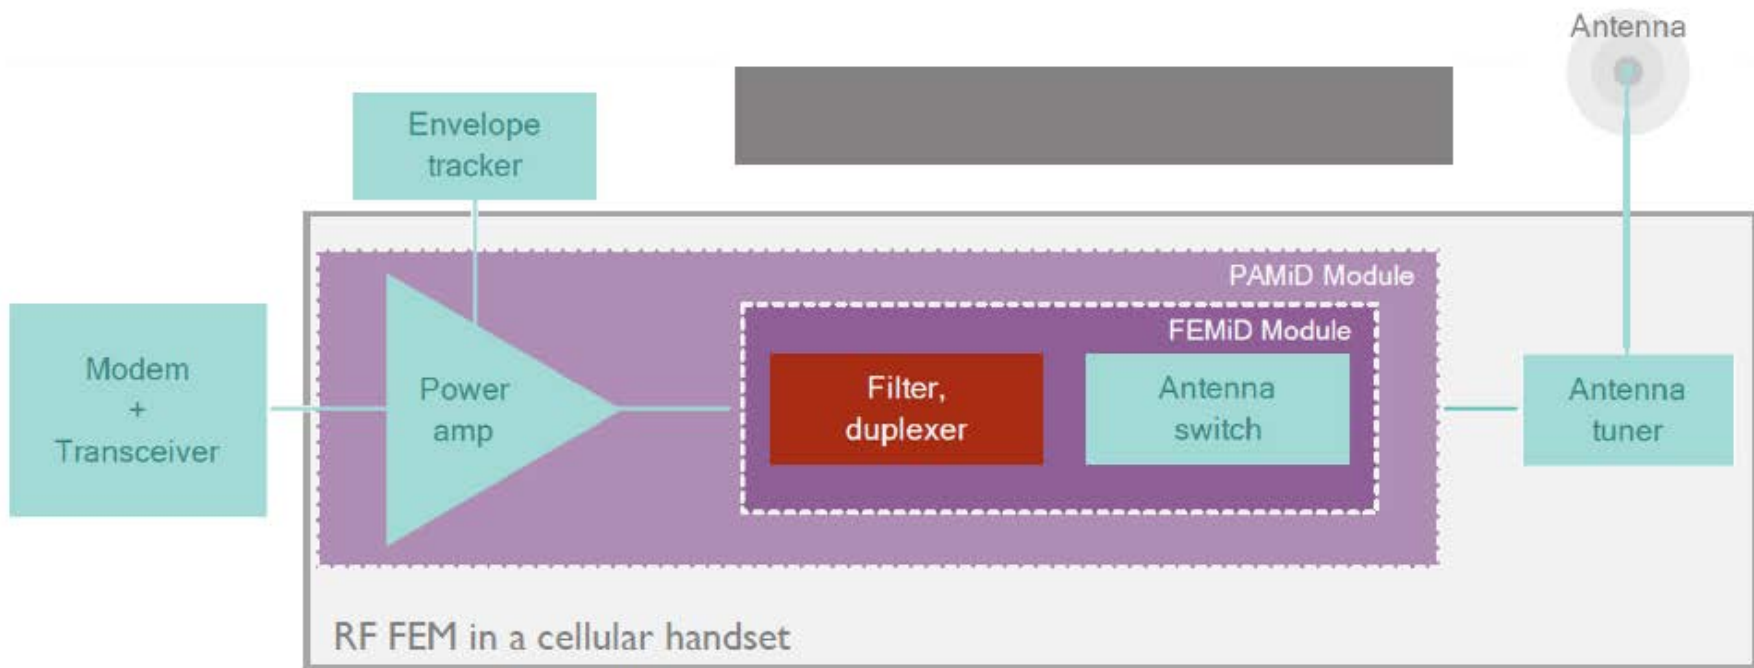 Antenna
Envelope
tracker
PAMiD Module
FEMiD Module
Modem
+
Transceiver
Power
amp
Filter,
duplexer
Antenna
switch
Antenna
tuner
RF FEM in a cellular handset